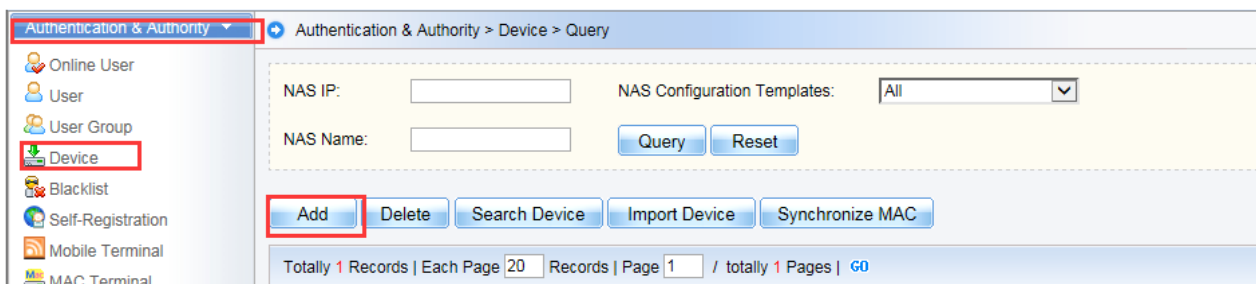 Authentication & Authority
Online User
User
User Group
Device
Blacklist
Self-Registration
Mobile Terminal
MAC Terminal
Authentication & Authority > Device > Query
NAS IP: NAS Configuration Templates: All
NAS Name: Query Reset
Add Delete Search Device Import Device Synchronize MAC
Totally 1 Records | Each Page 20 Records | Page 1 / totally 1 Pages | GO